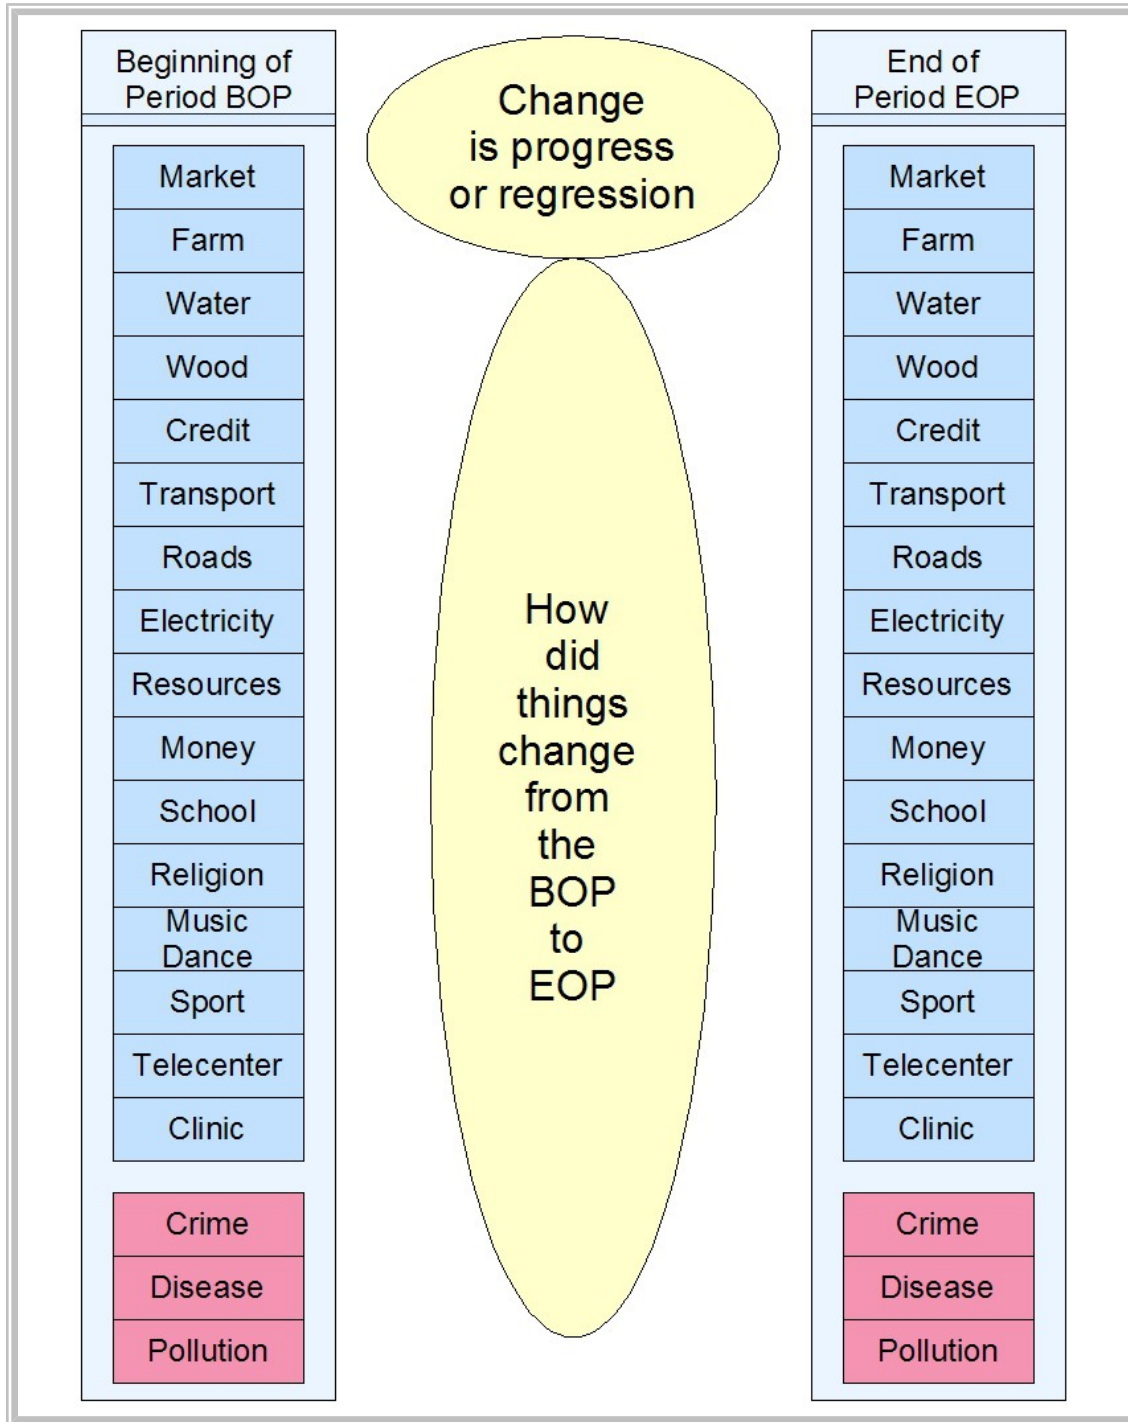 Beginning of
Period BOP
Market
Farm
Water
Wood
Credit
Transport
Roads
Electricity
Resources
Money
School
Religion
Music
Dance
Sport
Telecenter
Clinic
Crime
Disease
Pollution
Change
is progress
or regression
How
did
things
change
from
the
BOP
to
EOP
End of
Period EOP
Market
Farm
Water
Wood
Credit
Transport
Roads
Electricity
Resources
Money
School
Religion
Music
Dance
Sport
Telecenter
Clinic
Crime
Disease
Pollution